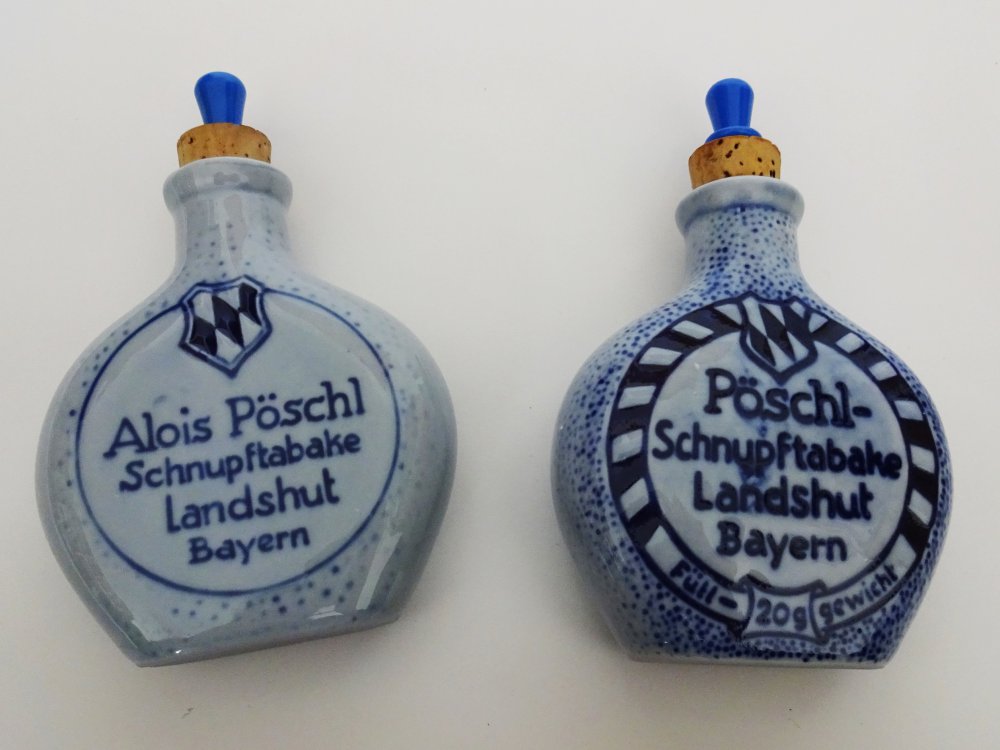 Alois Pöschl
Schnupftabake
Landshut
Bayern
Pöschl-
Schnupftabake
Landshut
Bayern
Füll- 20g gewicht